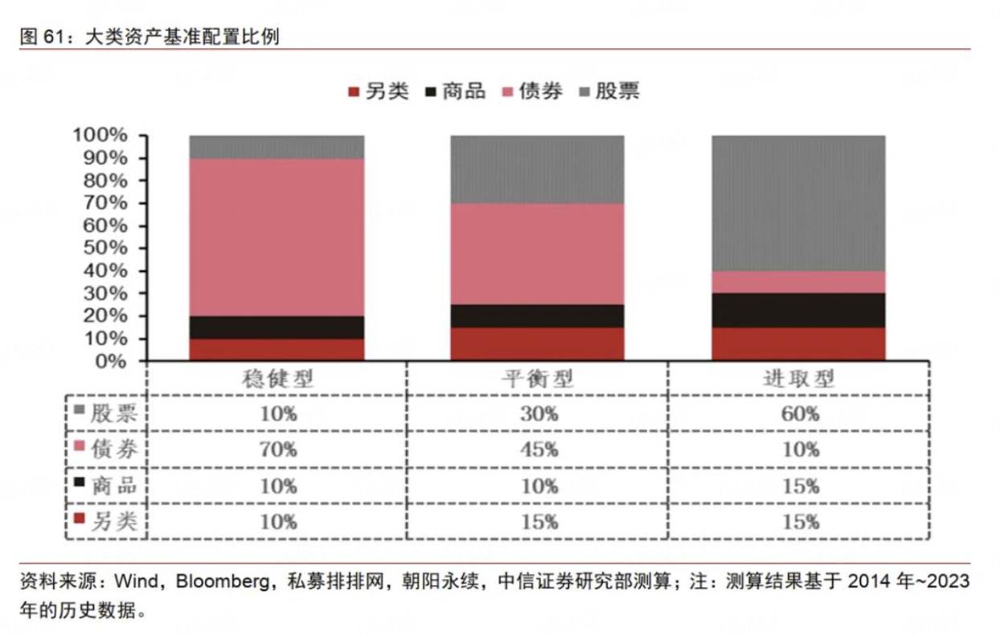 图 61：大类资产基准配置比例
另类 商品 债券 股票
100%
90%
80%
70%
60%
50%
40%
30%
20%
10%
0%
稳健型 平衡型 进取型
股票 10% 30% 60%
债券 70% 45% 10%
商品 10% 10% 15%
另类 10% 15% 15%
资料来源：Wind，Bloomberg，私募排排网，朝阳永续，中信证券研究部测算；注：测算结果基于 2014 年~2023
年的历史数据。